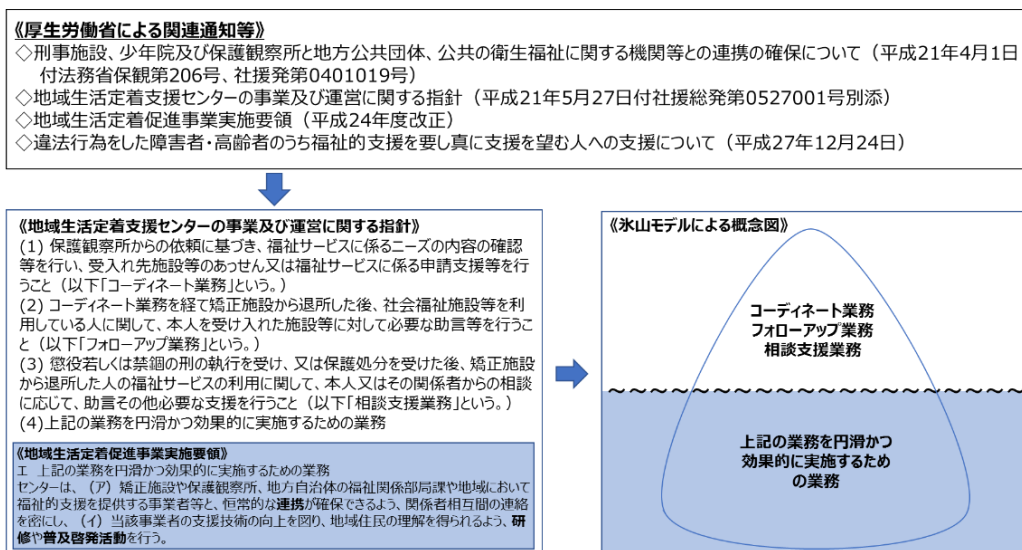 《厚生労働省による関連通知等》
◇刑事施設、少年院及び保護観察所と地方公共団体、公共の衛生福祉に関する機関等との連携の確保について（平成21年4月1日
付法務省保観第206号、社援発第0401019号）
◇地域生活定着支援センターの事業及び運営に関する指針（平成21年5月27日付社援総発第0527001号別添）
◇地域生活定着促進事業実施要領（平成24年度改正）
◇違法行為をした障害者・高齢者のうち福祉的支援を要し真に支援を望む人への支援について（平成27年12月24日）
《地域生活定着支援センターの事業及び運営に関する指針》
(1) 保護観察所からの依頼に基づき、福祉サービスに係るニーズの内容の確認
等を行い、受入れ先施設等のあっせん又は福祉サービスに係る申請支援等を行
うこと（以下「コーディネート業務」という。）
(2) コーディネート業務を経て矯正施設から退所した後、社会福祉施設等を利
用している人に関して、本人を受け入れた施設等に対して必要な助言等を行うこ
と（以下「フォローアップ業務」という。）
(3) 懲役若しくは禁錮の刑の執行を受け、又は保護処分を受けた後、矯正施設
から退所した人の福祉サービスの利用に関して、本人又はその関係者からの相談
に応じて、助言その他必要な支援を行うこと（以下「相談支援業務」という。）
(4)上記の業務を円滑かつ効果的に実施するための業務
《地域生活定着促進事業実施要領》
エ 上記の業務を円滑かつ効果的に実施するための業務
センターは、（ア）矯正施設や保護観察所、地方自治体の福祉関係部局課や地域において
福祉的支援を提供する事業者等と、恒常的な連携が確保できるよう、関係者相互間の連絡
を密にし、（イ）当該事業者の支援技術の向上を図り、地域住民の理解を得られるよう、研
修や普及啓発活動を行う。
《氷山モデルによる概念図》
コーディネート業務
フォローアップ業務
相談支援業務
上記の業務を円滑かつ
効果的に実施するため
の業務